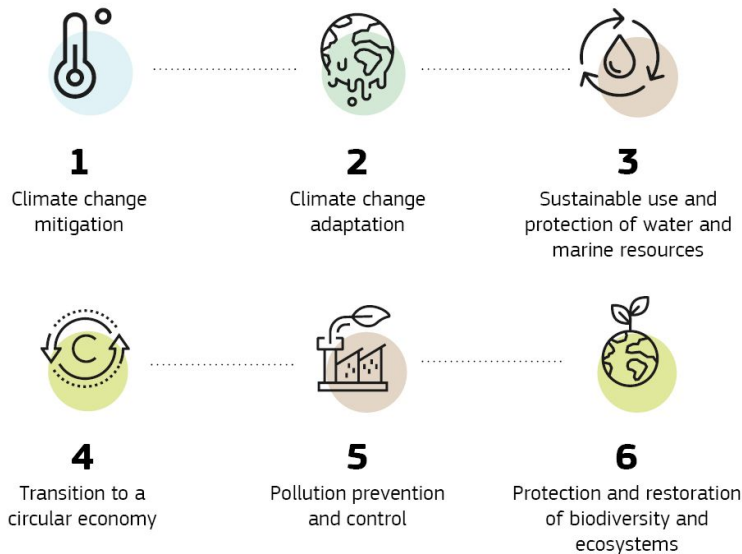 1
Climate change
mitigation
2
Climate change
adaptation
3
Sustainable use and
protection of water and
marine resources
C
4
Transition to a
circular economy
5
Pollution prevention
and control
6
Protection and restoration
of biodiversity and
ecosystems